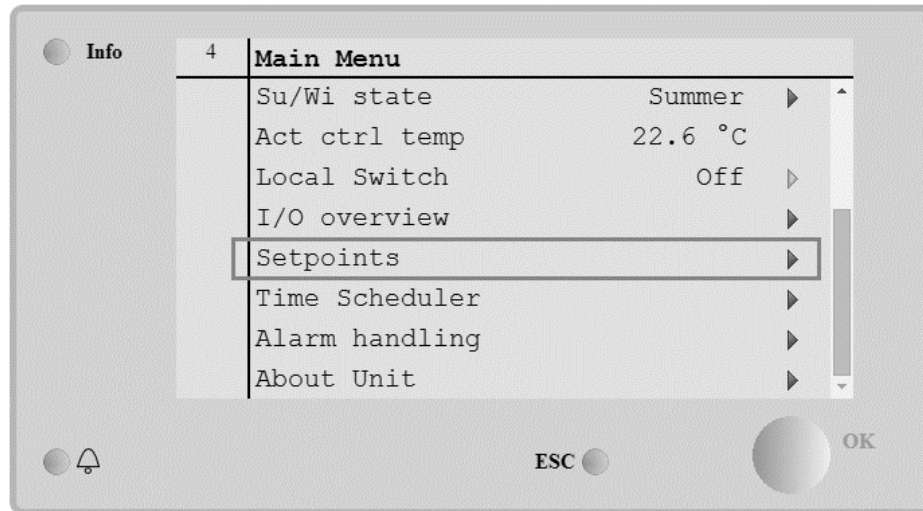 Info
4 Main Menu
Su/Wi state Summer
Act ctrl temp 22.6 °C
Local Switch Off
I/O overview
Setpoints
Time Scheduler
Alarm handling
About Unit
ESC
OK